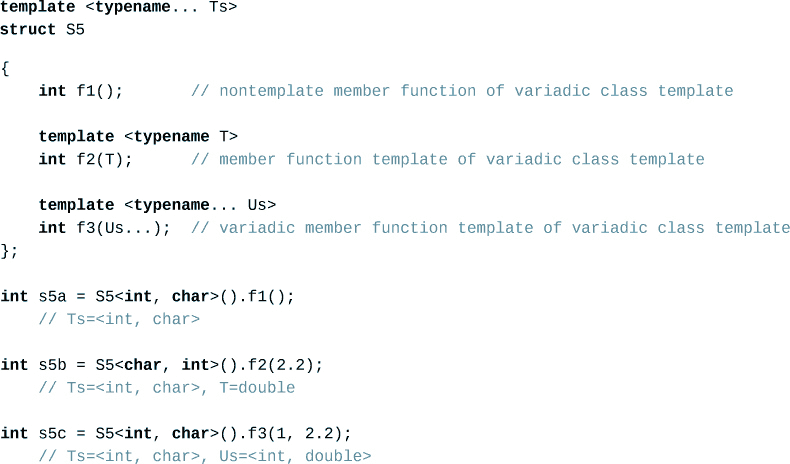 template <typename... Ts>
struct S5
{
    int f1();       // nontemplate member function of variadic class template
    template <typename T>
    int f2(T);      // member function template of variadic class template
    template <typename... Us>
    int f3(Us...);  // variadic member function template of variadic class template
};
int s5a = S5<int, char>().f1();
    // Ts=<int, char>
int s5b = S5<char, int>().f2(2.2);
    // Ts=<int, char>, T=double
int s5c = S5<int, char>().f3(1, 2.2);
    // Ts=<int, char>, Us=<int, double>